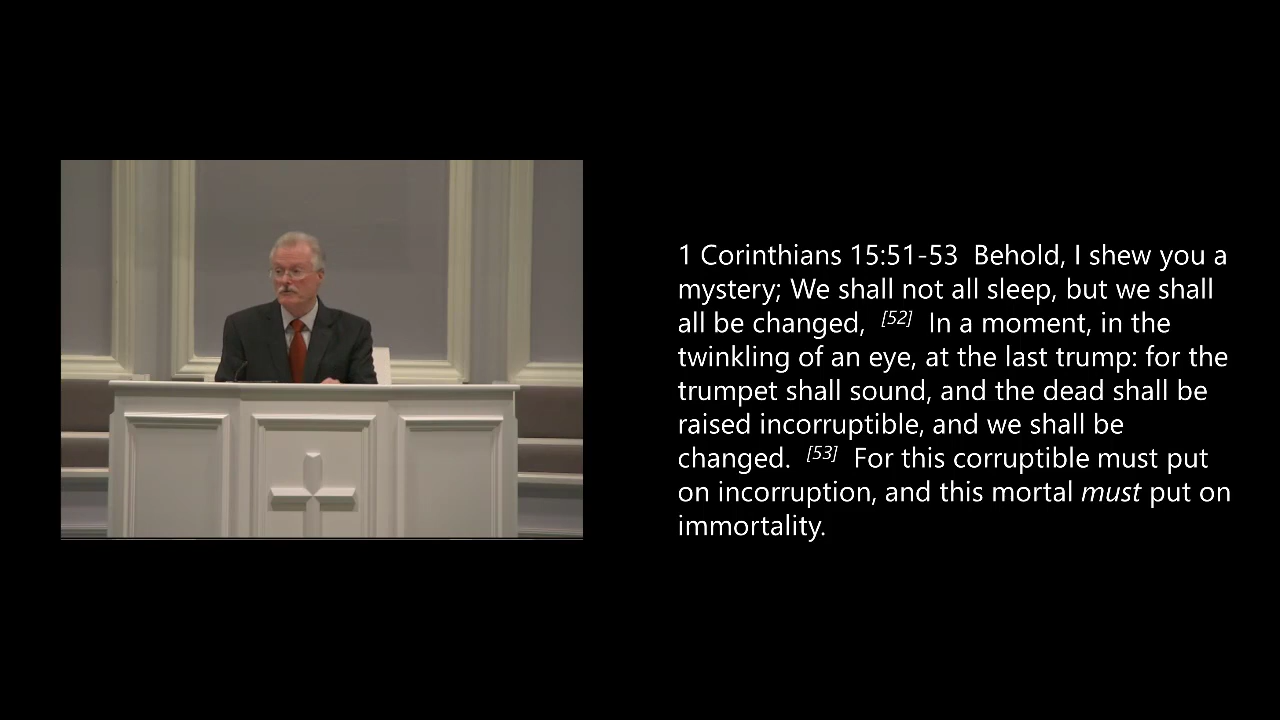 1 Corinthians 15:51-53  Behold, I shew you a
mystery; We shall not all sleep, but we shall
all be changed,  [52]  In a moment, in the
twinkling of an eye, at the last trump: for the
trumpet shall sound, and the dead shall be
raised incorruptible, and we shall be
changed.  [53]  For this corruptible must put
on incorruption, and this mortal must put on
immortality.